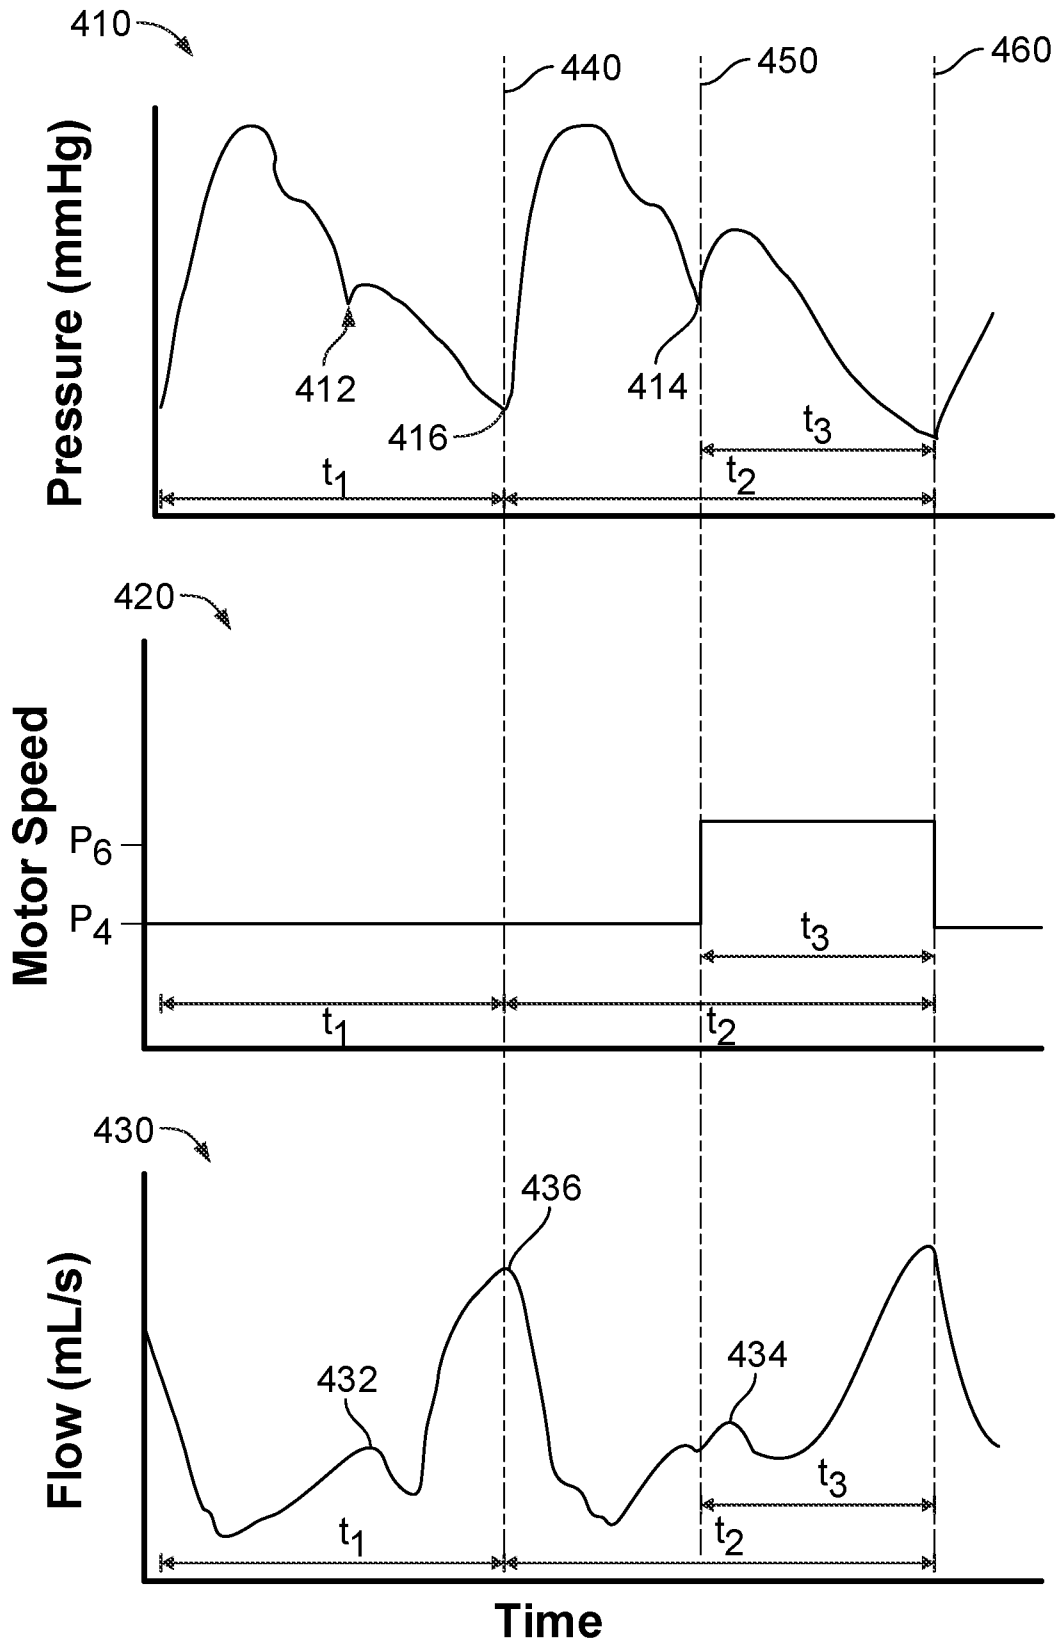 410
440
450
460
Pressure (mmHg)
412
414
416
t3
t1
t2
420
Motor Speed
P6
P4
t3
t1
t2
430
436
Flow (mL/s)
432
434
t3
t1
t2
Time